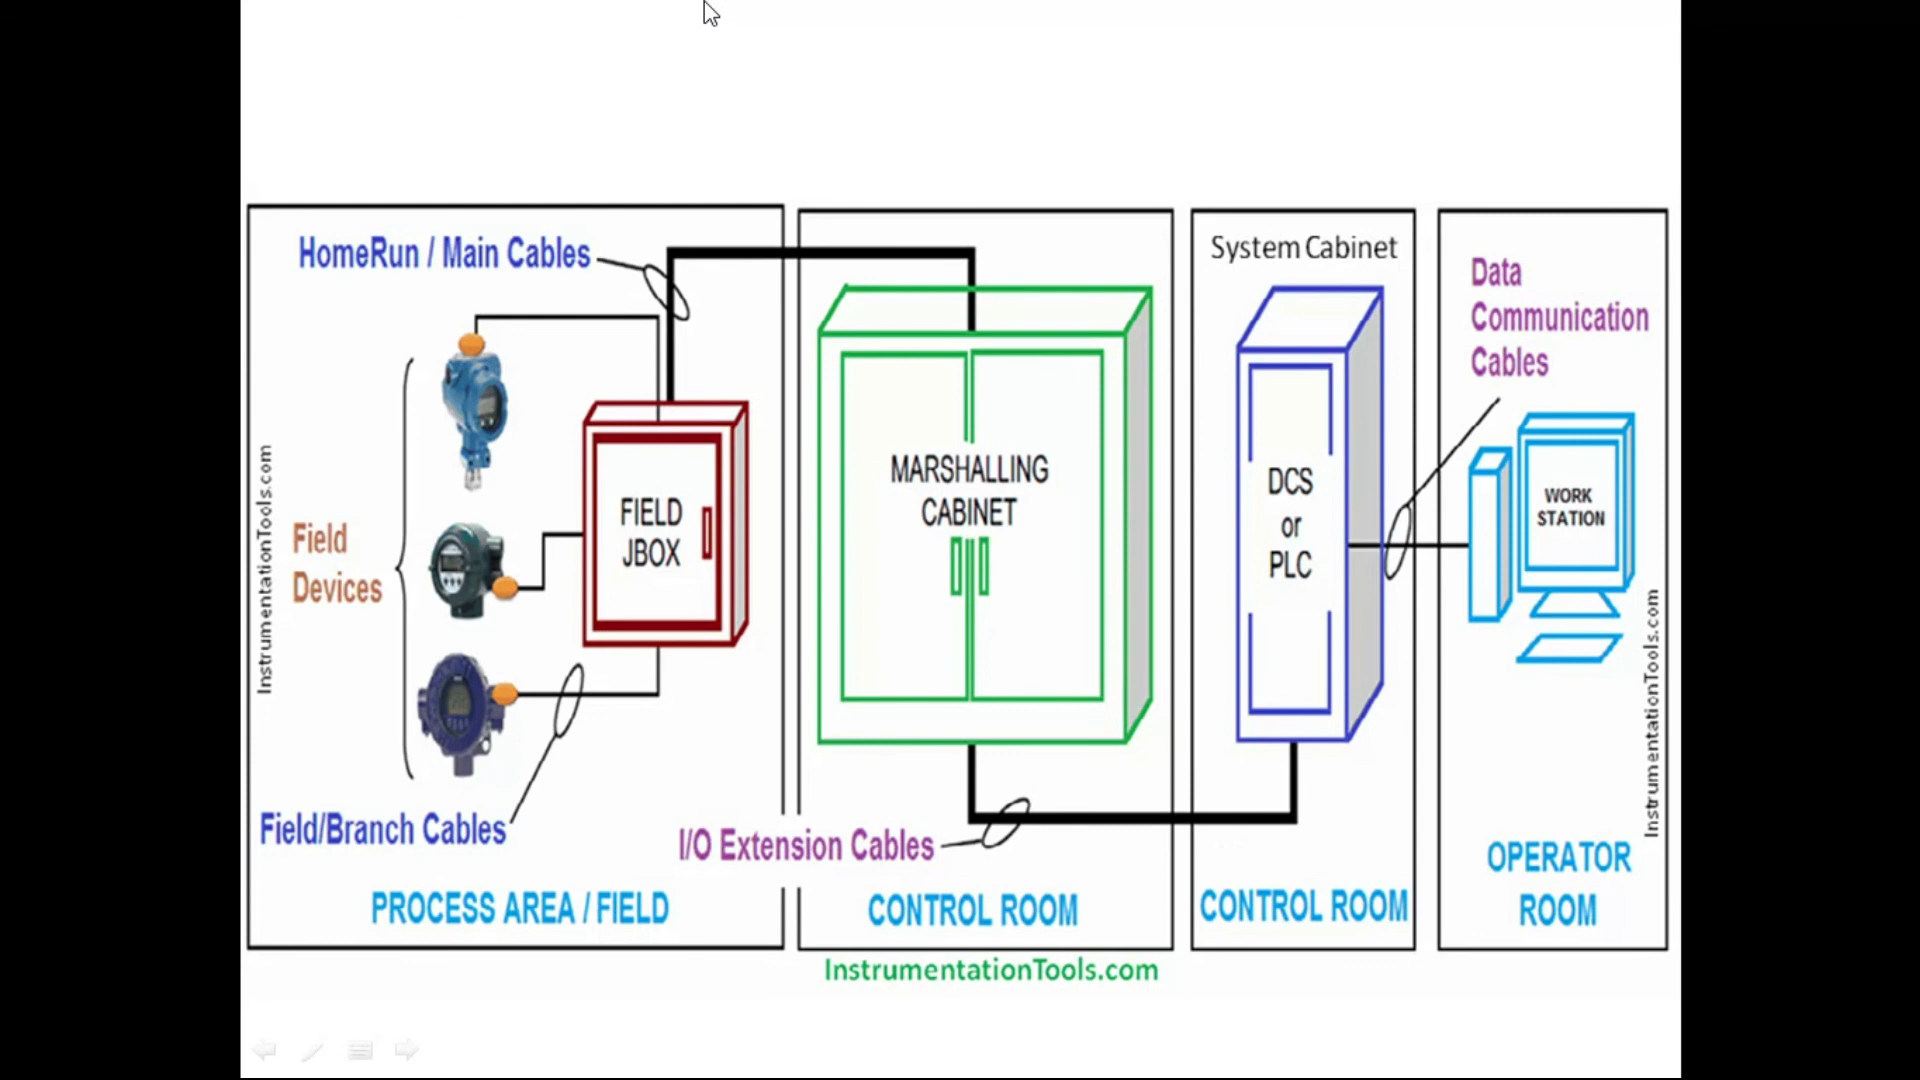 HomeRun / Main Cables
System Cabinet
Data
Communication
Cables
MARSHALLING
CABINET
FIELD
JBOX
DCS
or
PLC
WORK
STATION
Field
Devices
InstrumentationTools.com
InstrumentationTools.com
Field/Branch Cables
I/O Extension Cables
PROCESS AREA / FIELD
CONTROL ROOM
CONTROL ROOM
OPERATOR
ROOM
InstrumentationTools.com